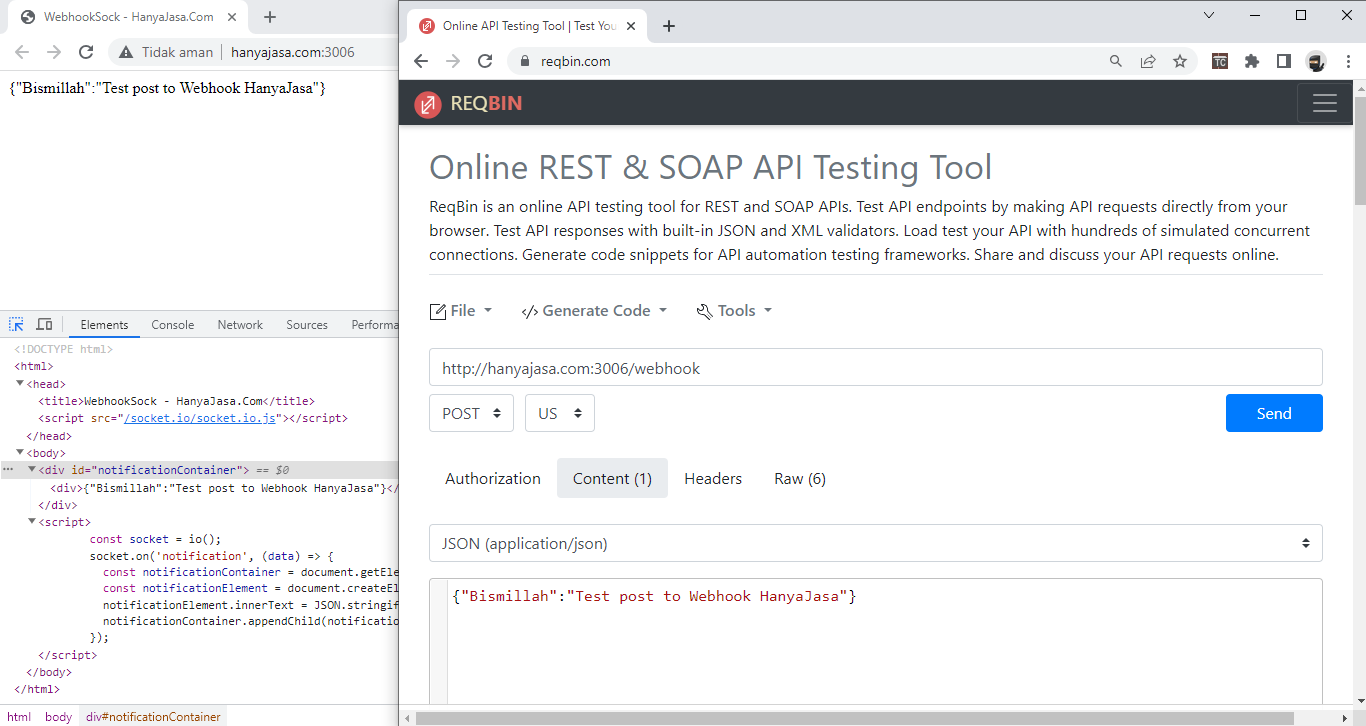 WebhookSock - HanyaJasa.Com
Tidak aman
hanyajasa.com:3006
{"Bismillah":"Test post to Webhook HanyaJasa"}
Elements
Console
Network
Sources
Performa
<!DOCTYPE html>
<html>
<head>
<title>WebhookSock - HanyaJasa.Com</title>
<script src="/socket.io/socket.io.js"></script>
</head>
<body>
<div id="notificationContainer"> == $0
<div>{"Bismillah":"Test post to Webhook HanyaJasa"}</
</div>
<script>
const socket = io();
socket.on('notification', (data) => {
const notificationContainer = document.getEle
const notificationElement = document.createEl
notificationElement.innerText = JSON.stringif
notificationContainer.appendChild(notificatio
});
</script>
</body>
</html>
html body div#notificationContainer
Online API Testing Tool | Test You
reqbin.com
TC
REQBIN
Online REST & SOAP API Testing Tool
ReqBin is an online API testing tool for REST and SOAP APIs. Test API endpoints by making API requests directly from your
browser. Test API responses with built-in JSON and XML validators. Load test your API with hundreds of simulated concurrent
connections. Generate code snippets for API automation testing frameworks. Share and discuss your API requests online.
File
</> Generate Code
Tools
http://hanyajasa.com:3006/webhook
POST
US
Send
Authorization
Content (1)
Headers
Raw (6)
JSON (application/json)
{"Bismillah":"Test post to Webhook HanyaJasa"}